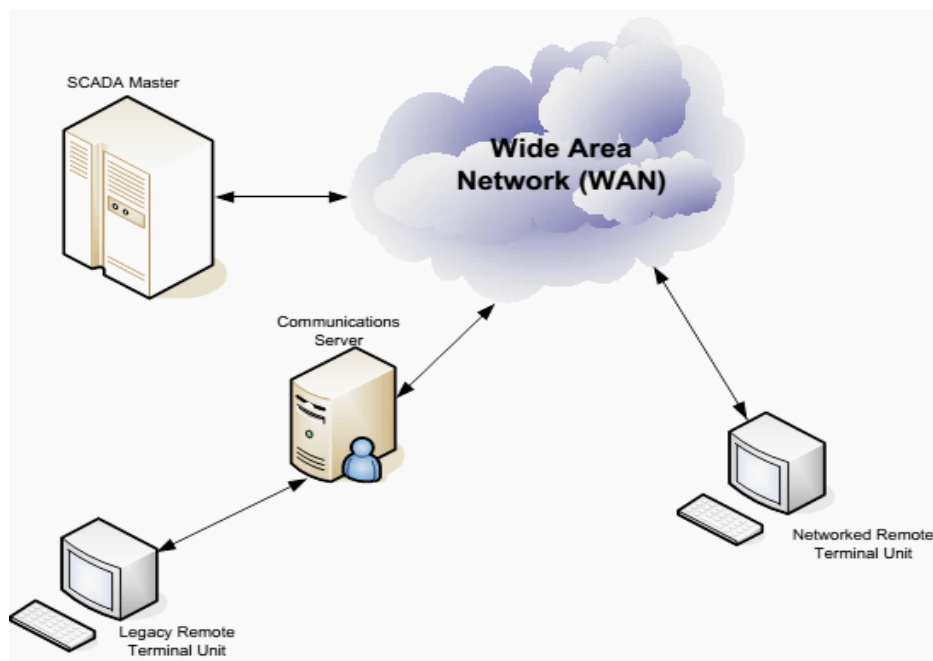 SCADA Master
Wide Area
Network (WAN)
Communications
Server
Networked Remote
Terminal Unit
Legacy Remote
Terminal Unit